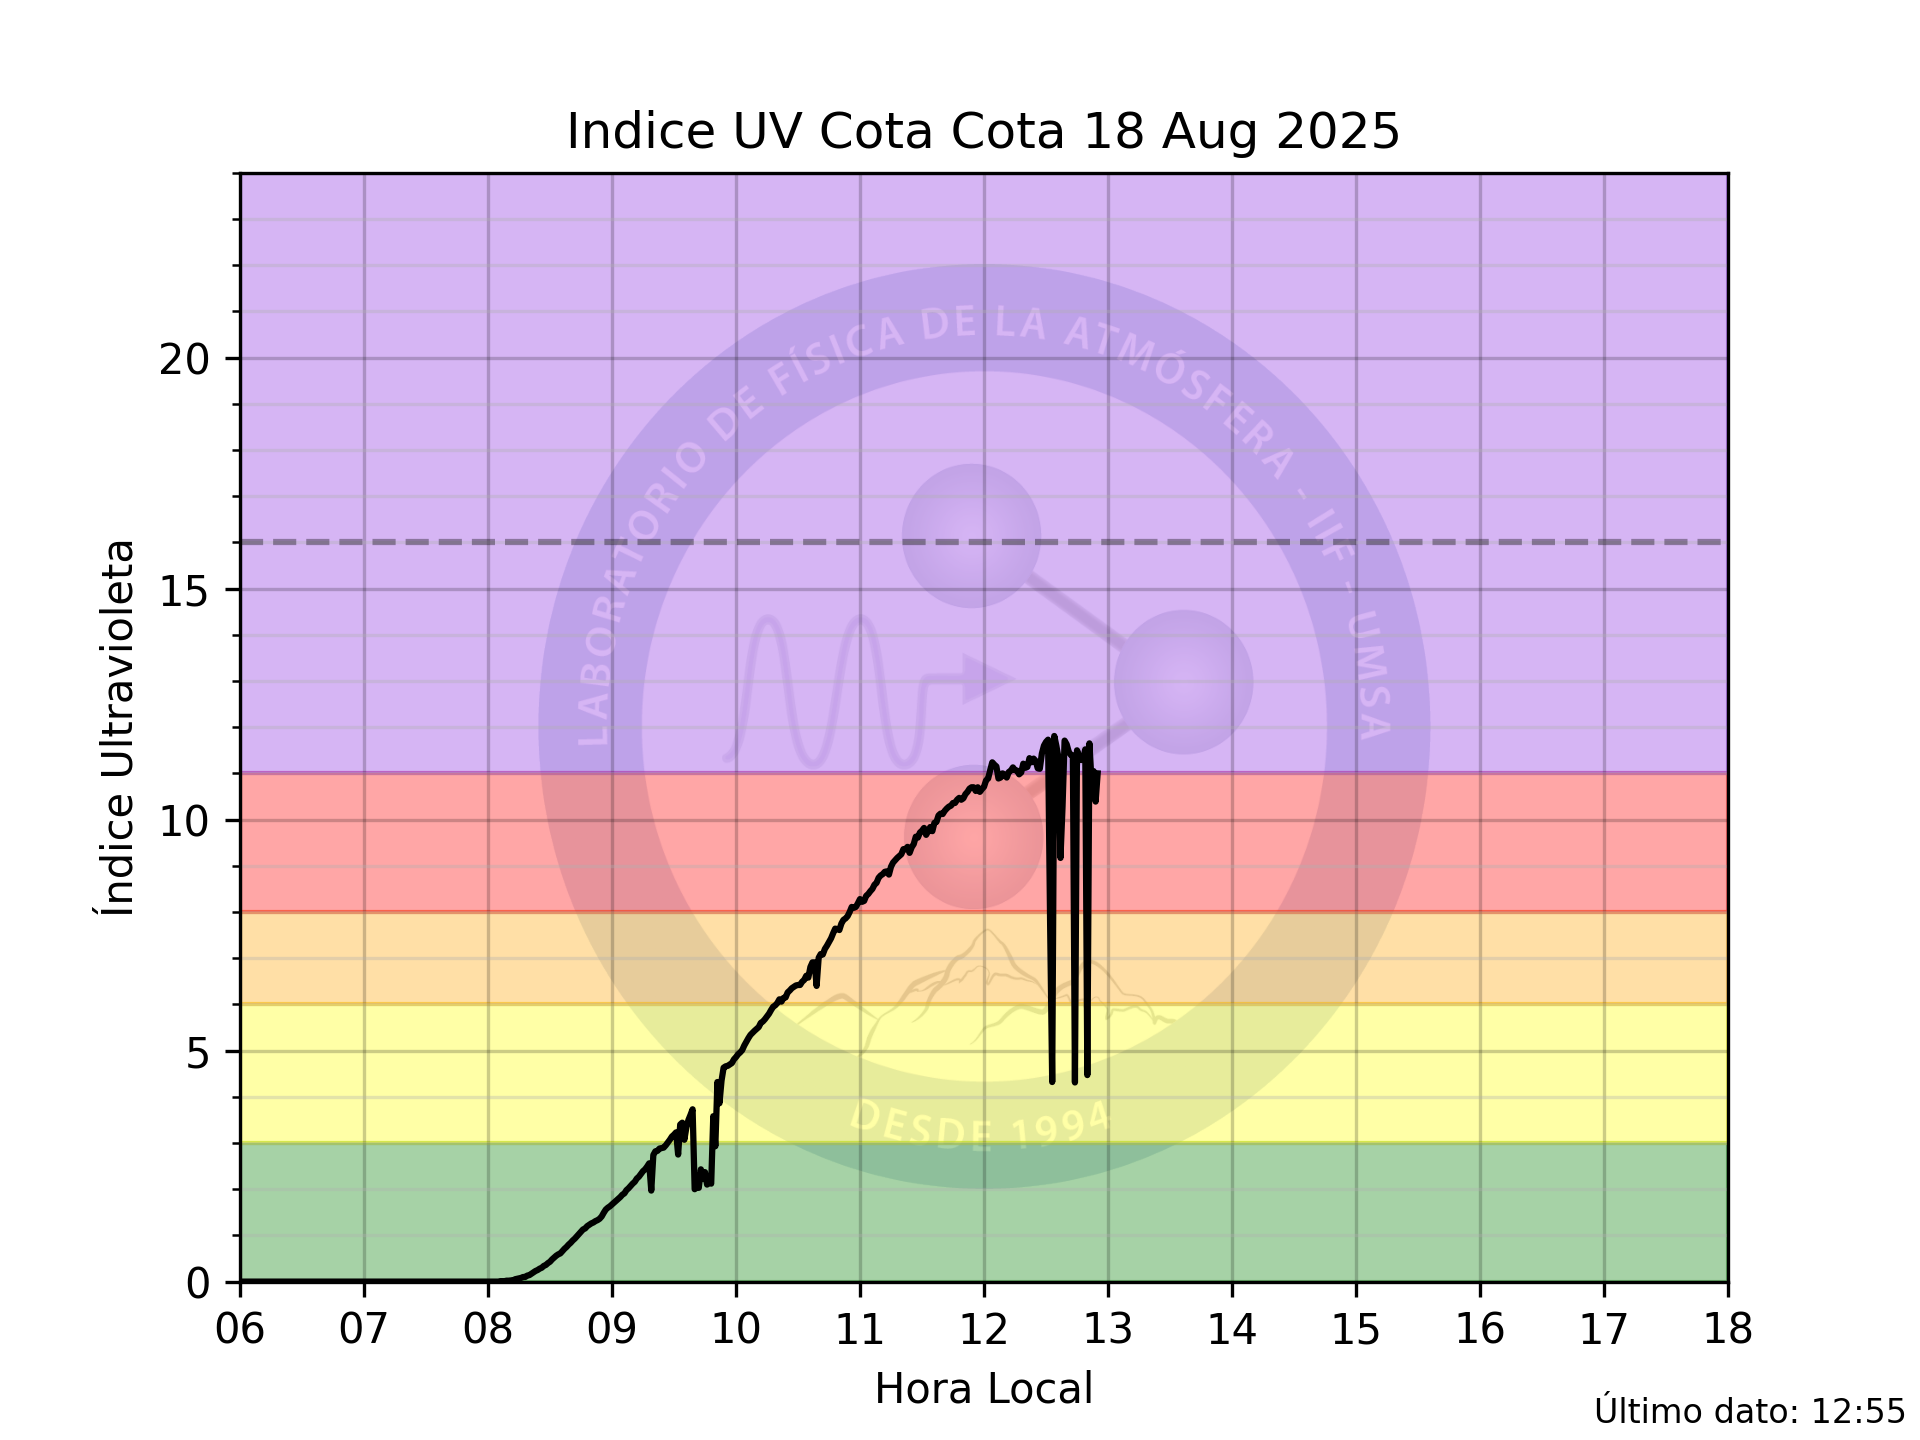 Indice UV Cota Cota 18 Aug 2025
LABORATORIO DE FÍSICA DE LA ATMÓSFERA - IIF - UMSA
20
15
10
5
0
Índice Ultravioleta
DESDE 1994
06 07 08 09 10 11 12 13 14 15 16 17 18
Hora Local
Último dato: 12:55